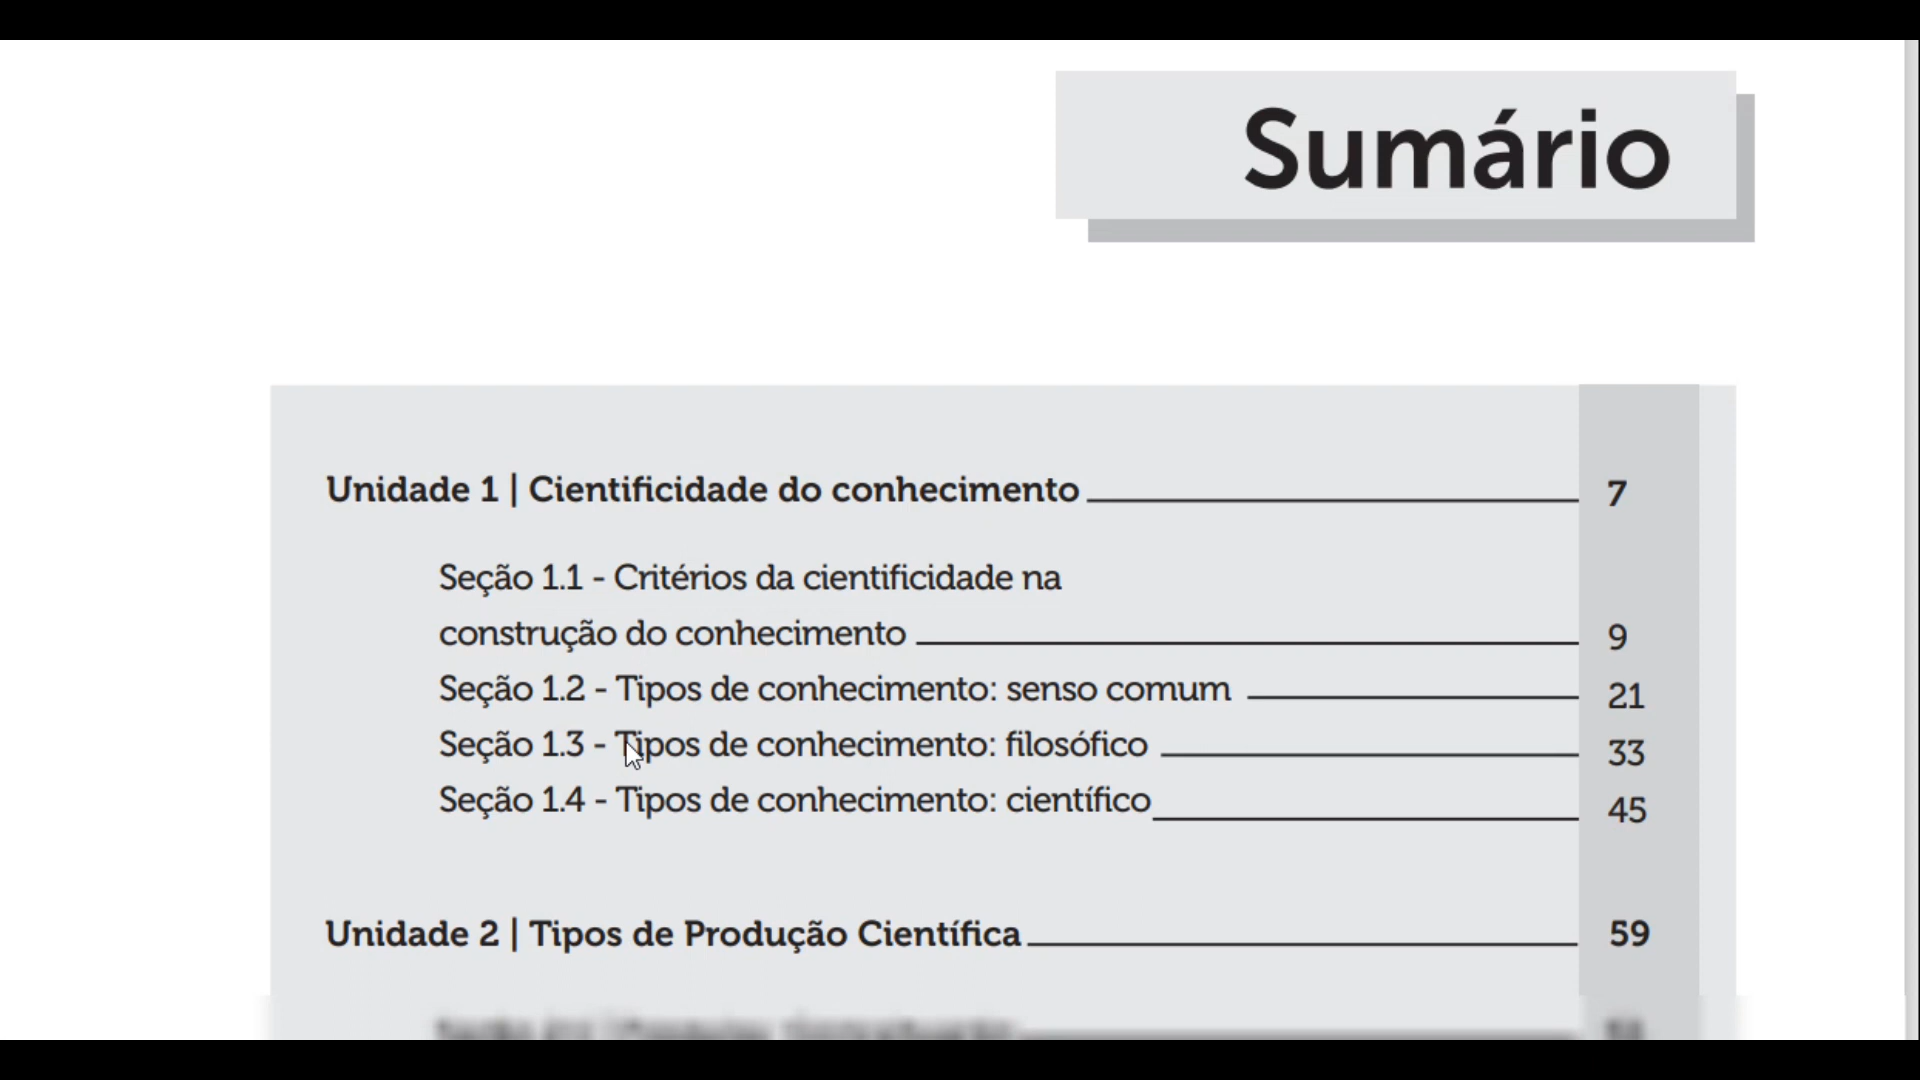 Sumário
Unidade 1 | Cientificidade do conhecimento 7
Seção 1.1 - Critérios da cientificidade na
construção do conhecimento 9
Seção 1.2 - Tipos de conhecimento: senso comum 21
Seção 1.3 - Tipos de conhecimento: filosófico 33
Seção 1.4 - Tipos de conhecimento: científico 45
Unidade 2 | Tipos de Produção Científica 59